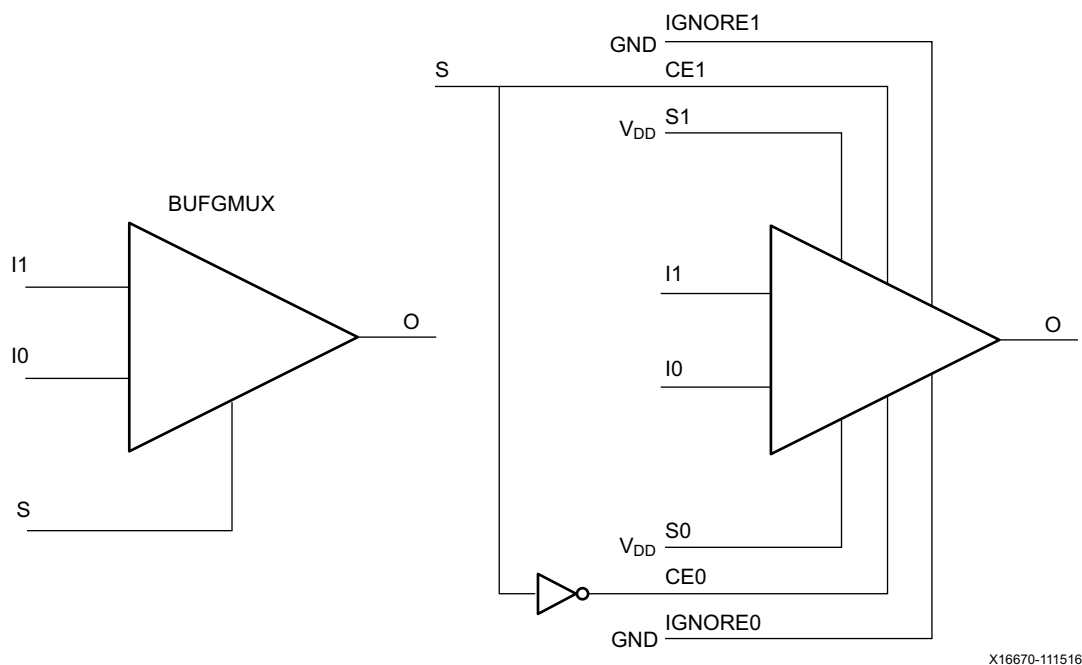 BUFGMUX
I1
I0
O
S
S
GND
IGNORE1
CE1
VDD
S1
I1
I0
O
VDD
S0
CE0
GND
IGNORE0
X16670-111516